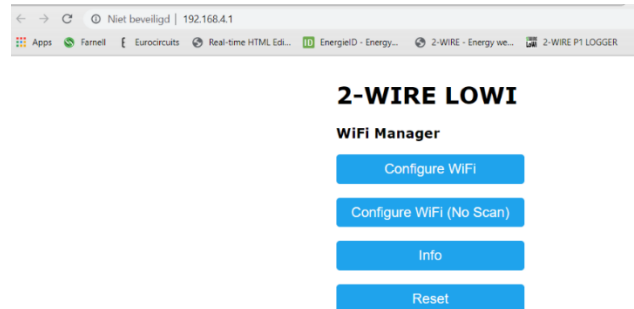 Niet beveiligd | 192.168.4.1
Apps Farnell Eurocircuits Real-time HTML Edi... EnergieID - Energy... 2-WIRE - Energy we... 2-WIRE P1 LOGGER
2-WIRE LOWI
WiFi Manager
Configure WiFi
Configure WiFi (No Scan)
Info
Reset